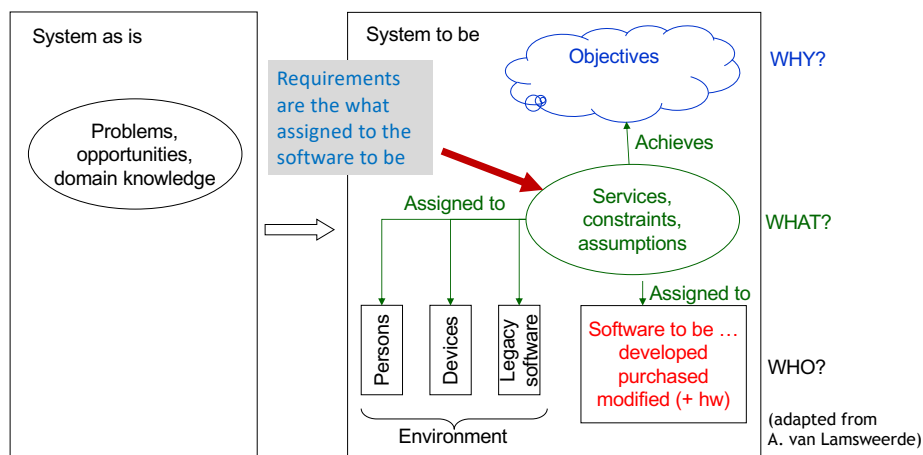 System as is
Problems,
opportunities,
domain knowledge
System to be
Requirements
are the what
assigned to the
software to be
Objectives
WHY?
Achieves
Services,
constraints,
assumptions
WHAT?
Assigned to
Assigned to
Persons
Devices
Legacy
software
Environment
Software to be …
developed
purchased
modified (+ hw)
WHO?
(adapted from
A. van Lamsweerde)